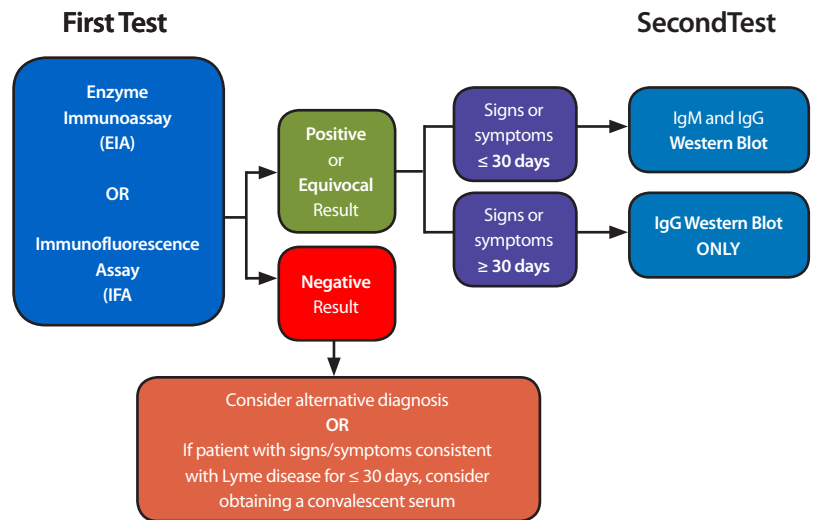 First Test
SecondTest
Enzyme
Immunoassay
(EIA)
OR
Immunofluorescence
Assay
(IFA
Positive
or
Equivocal
Result
Negative
Result
Signs or
symptoms
≤ 30 days
IgM and IgG
Western Blot
Signs or
symptoms
≥ 30 days
IgG Western Blot
ONLY
Consider alternative diagnosis
OR
If patient with signs/symptoms consistent
with Lyme disease for ≤ 30 days, consider
obtaining a convalescent serum